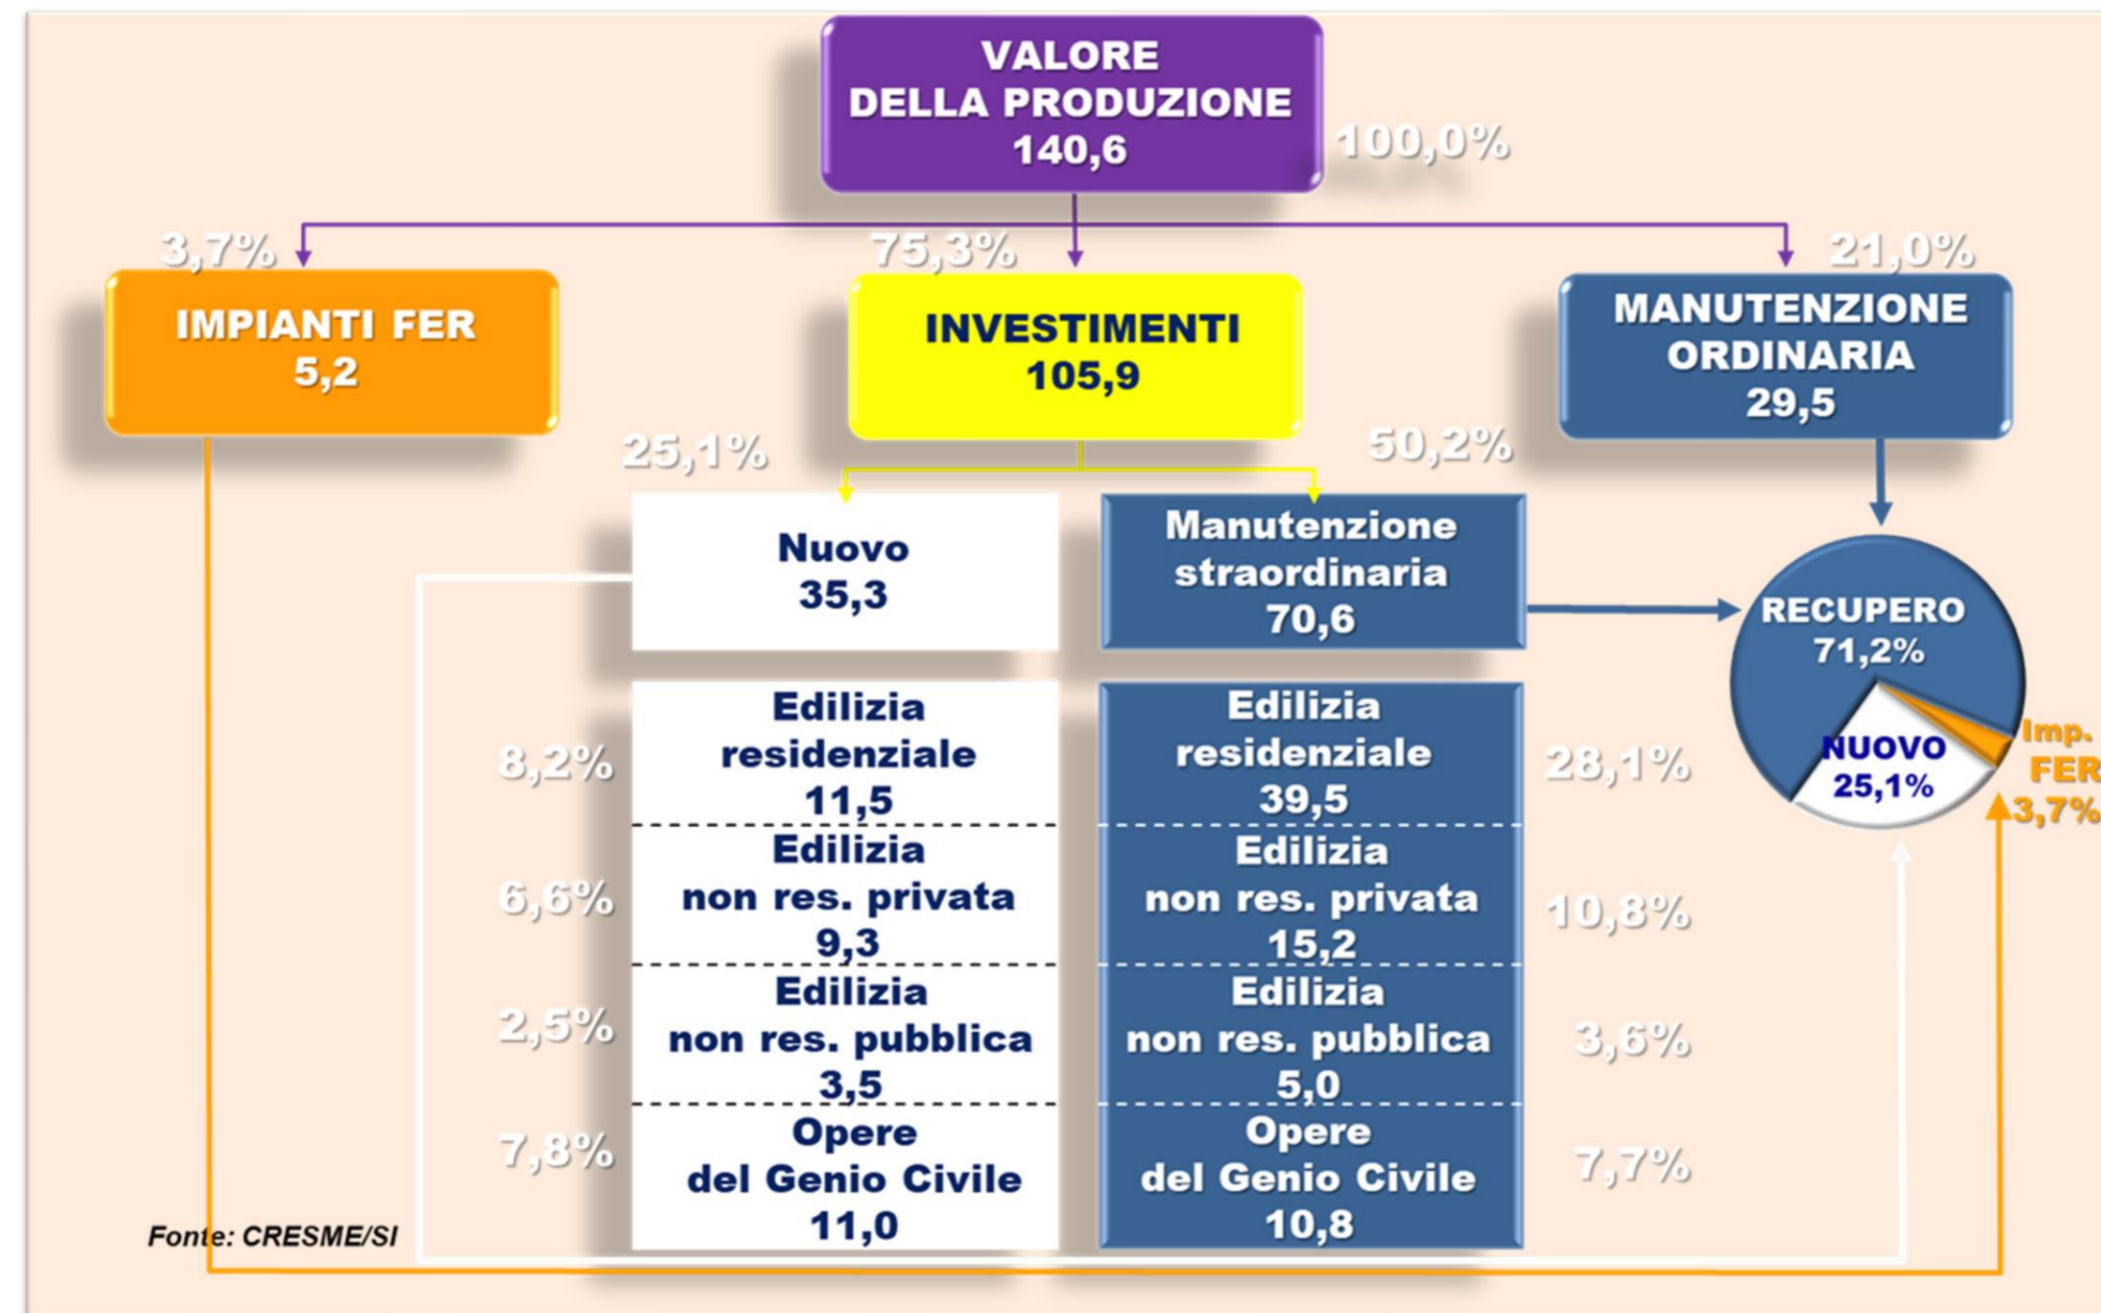 VALORE
DELLA PRODUZIONE
140,6
100,0%
3,7%
75,3%
21,0%
IMPIANTI FER
5,2
INVESTIMENTI
105,9
MANUTENZIONE
ORDINARIA
29,5
25,1%
50,2%
Nuovo
35,3
Manutenzione
straordinaria
70,6
RECUPERO
71,2%
NUOVO
25,1%
Imp.
FER
3,7%
8,2%
Edilizia
residenziale
11,5
Edilizia
residenziale
39,5
28,1%
6,6%
Edilizia
non res. privata
9,3
Edilizia
non res. privata
15,2
10,8%
2,5%
Edilizia
non res. pubblica
3,5
Edilizia
non res. pubblica
5,0
3,6%
7,8%
Opere
del Genio Civile
11,0
Opere
del Genio Civile
10,8
7,7%
Fonte: CRESME/SI